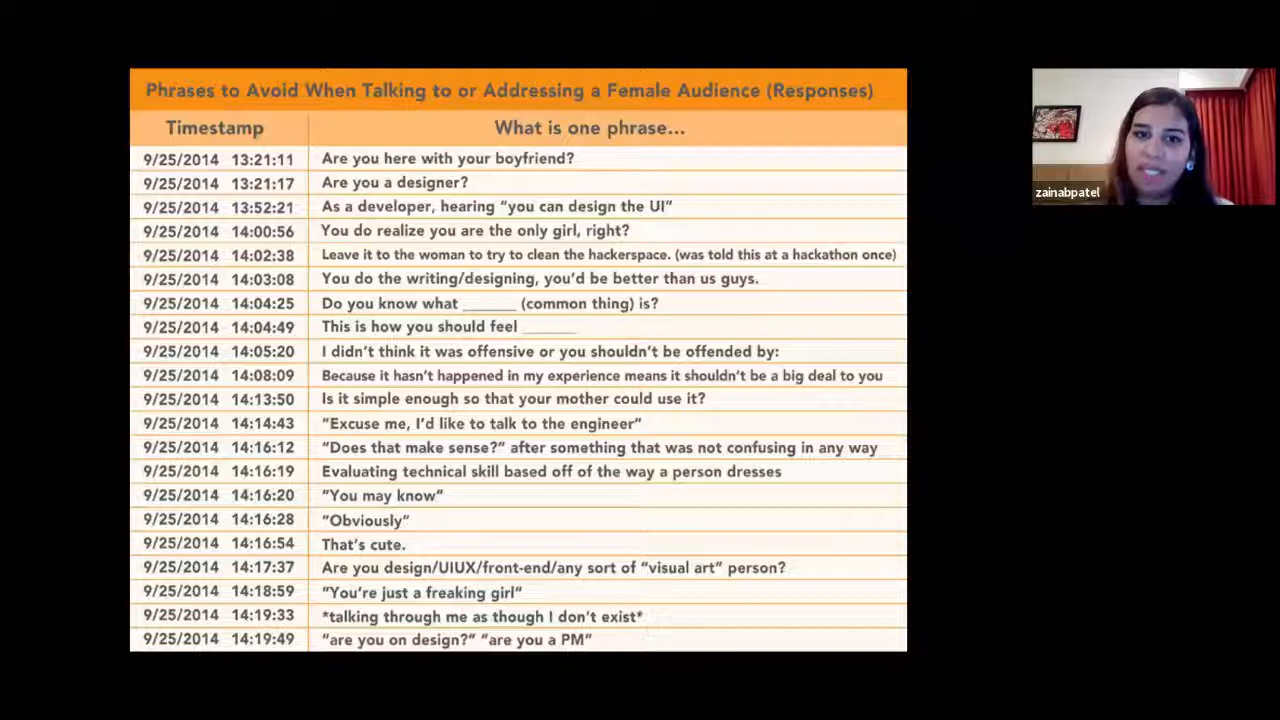 Phrases to Avoid When Talking to or Addressing a Female Audience (Responses)
Timestamp What is one phrase...
9/25/2014 13:21:11 Are you here with your boyfriend?
9/25/2014 13:21:17 Are you a designer?
9/25/2014 13:52:21 As a developer, hearing “you can design the UI”
9/25/2014 14:00:56 You do realize you are the only girl, right?
9/25/2014 14:02:38 Leave it to the woman to try to clean the hackerspace. (was told this at a hackathon once)
9/25/2014 14:03:08 You do the writing/designing, you’d be better than us guys.
9/25/2014 14:04:25 Do you know what ______ (common thing) is?
9/25/2014 14:04:49 This is how you should feel ______
9/25/2014 14:05:20 I didn’t think it was offensive or you shouldn’t be offended by:
9/25/2014 14:08:09 Because it hasn’t happened in my experience means it shouldn’t be a big deal to you
9/25/2014 14:13:50 Is it simple enough so that your mother could use it?
9/25/2014 14:14:43 “Excuse me, I’d like to talk to the engineer”
9/25/2014 14:16:12 “Does that make sense?” after something that was not confusing in any way
9/25/2014 14:16:19 Evaluating technical skill based off of the way a person dresses
9/25/2014 14:16:20 “You may know”
9/25/2014 14:16:28 “Obviously”
9/25/2014 14:16:54 That’s cute.
9/25/2014 14:17:37 Are you design/UIUX/front-end/any sort of “visual art” person?
9/25/2014 14:18:59 “You’re just a freaking girl”
9/25/2014 14:19:33 *talking through me as though I don’t exist*
9/25/2014 14:19:49 “are you on design?” “are you a PM”
zainabpatel